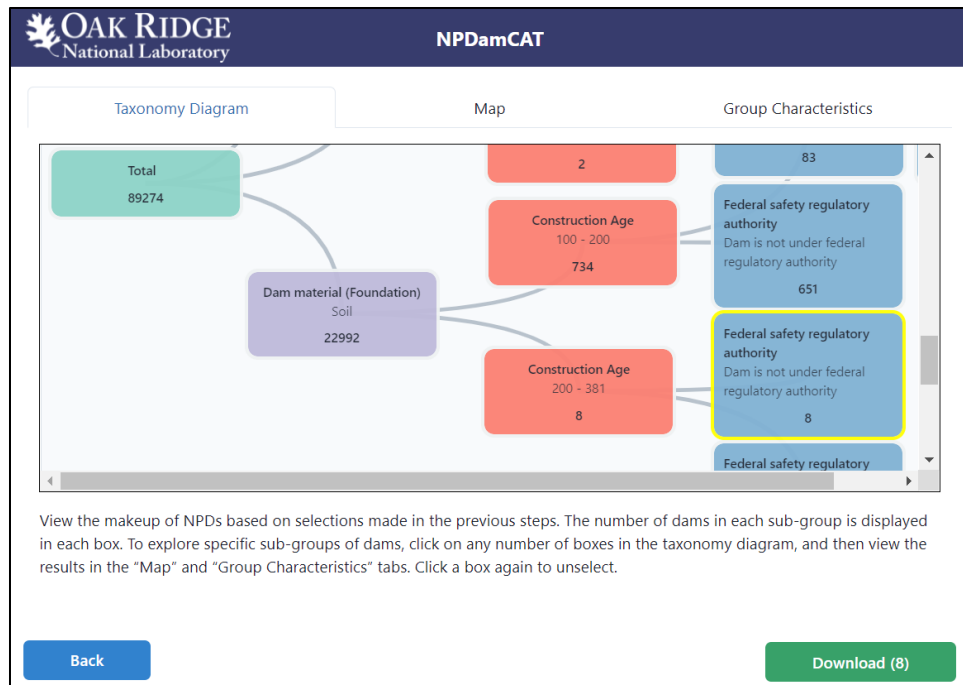 OAK RIDGE
National Laboratory
NPDamCAT
Taxonomy Diagram
Map
Group Characteristics
Total
89274
2
83
Construction Age
100 - 200
734
Federal safety regulatory
authority
Dam is not under federal
regulatory authority
651
Dam material (Foundation)
Soil
22992
Construction Age
200 - 381
8
Federal safety regulatory
authority
Dam is not under federal
regulatory authority
8
Federal safety regulatory
View the makeup of NPDs based on selections made in the previous steps. The number of dams in each sub-group is displayed
in each box. To explore specific sub-groups of dams, click on any number of boxes in the taxonomy diagram, and then view the
results in the “Map” and “Group Characteristics” tabs. Click a box again to unselect.
Back
Download (8)